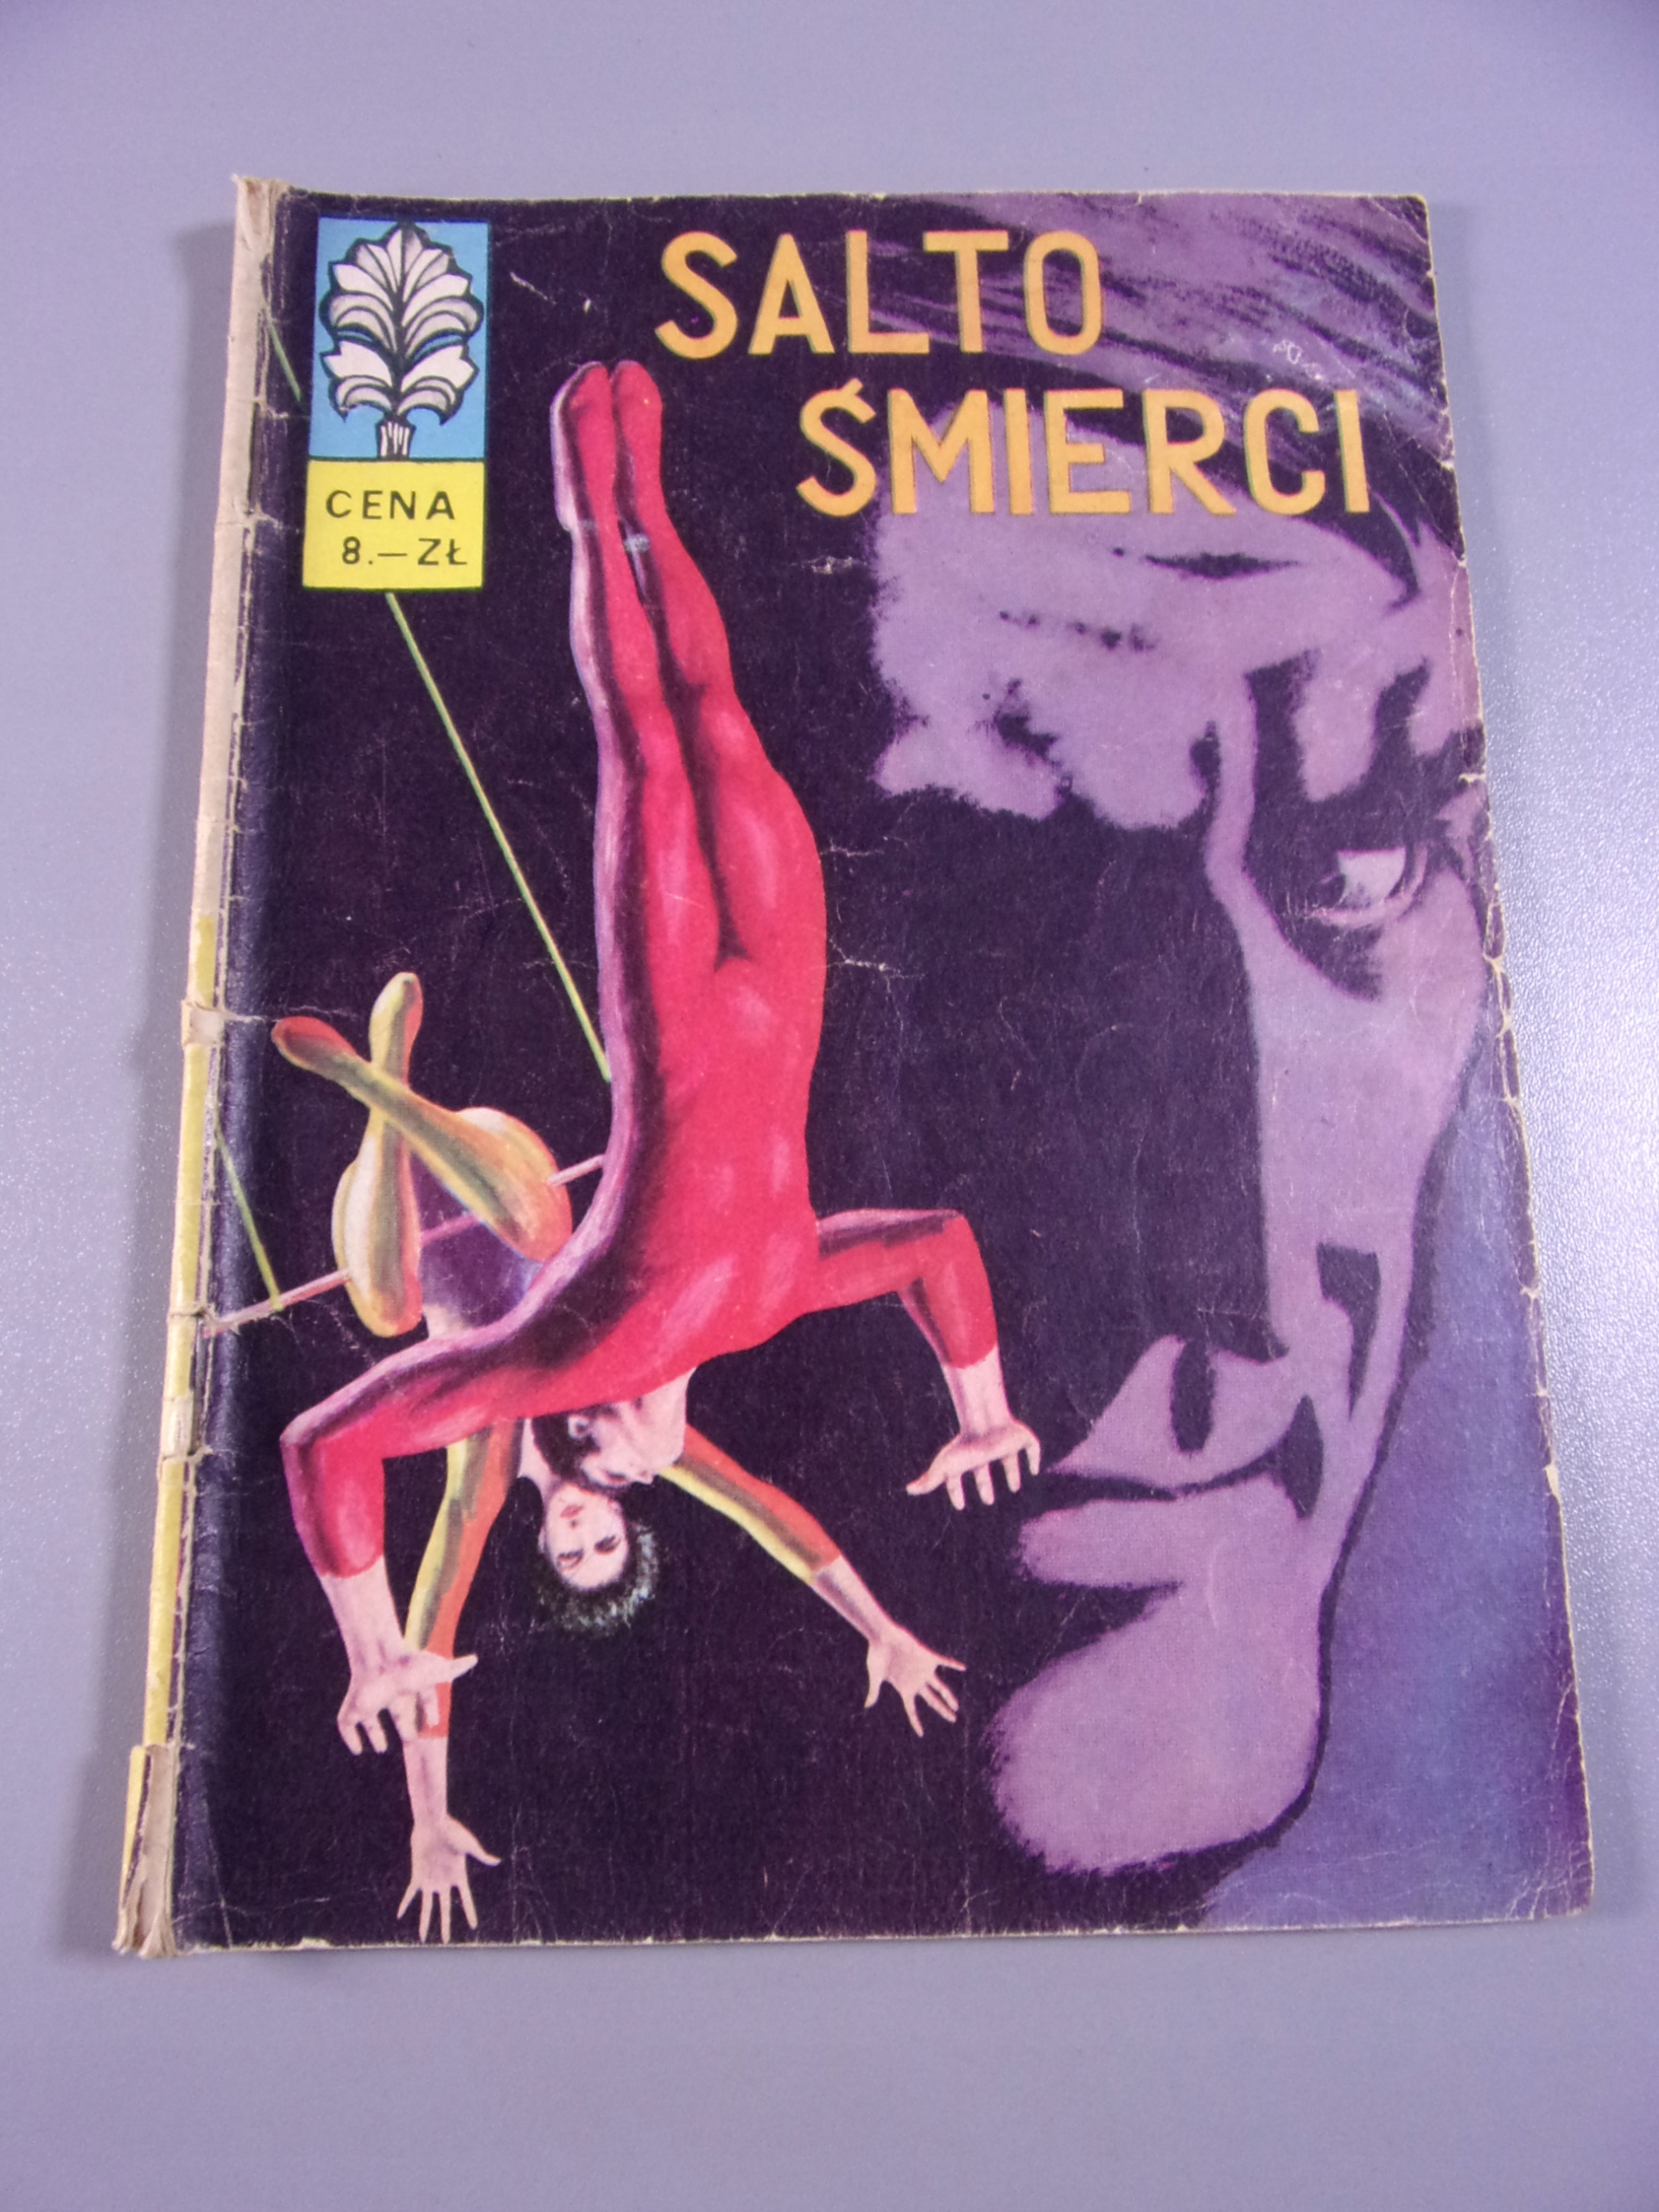 SALTO
ŚMIERCI
CENA
8.—ZŁ